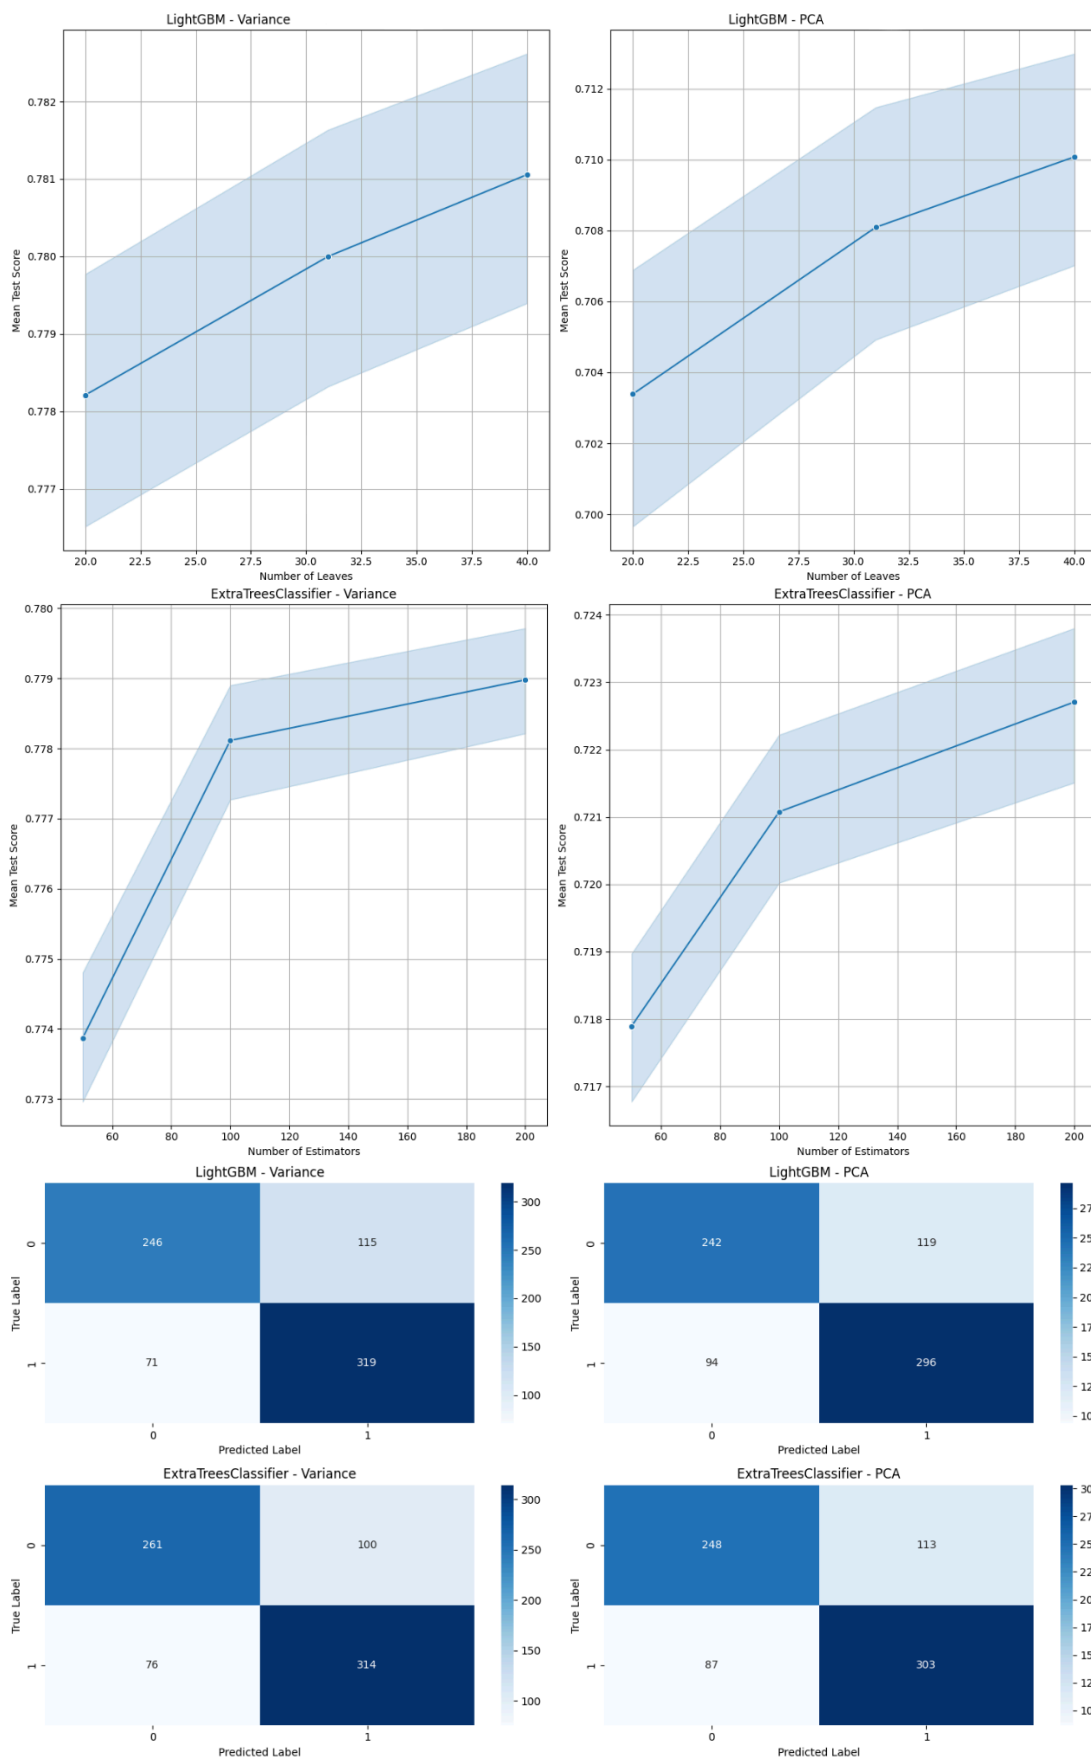 LightGBM - Variance
Mean Test Score
0.782
0.781
0.780
0.779
0.778
0.777
20.0 22.5 25.0 27.5 30.0 32.5 35.0 37.5 40.0
Number of Leaves
LightGBM - PCA
Mean Test Score
0.712
0.710
0.708
0.706
0.704
0.702
0.700
20.0 22.5 25.0 27.5 30.0 32.5 35.0 37.5 40.0
Number of Leaves
ExtraTreesClassifier - Variance
Mean Test Score
0.780
0.779
0.778
0.777
0.776
0.775
0.774
0.773
60 80 100 120 140 160 180 200
Number of Estimators
ExtraTreesClassifier - PCA
Mean Test Score
0.724
0.723
0.722
0.721
0.720
0.719
0.718
0.717
60 80 100 120 140 160 180 200
Number of Estimators
LightGBM - Variance
True Label
0
1
246 115
71 319
0 1
Predicted Label
300
250
200
150
100
LightGBM - PCA
True Label
0
1
242 119
94 296
0 1
Predicted Label
ExtraTreesClassifier - Variance
True Label
0
1
261 100
76 314
0 1
Predicted Label
300
250
200
150
100
ExtraTreesClassifier - PCA
True Label
0
1
248 113
87 303
0 1
Predicted Label